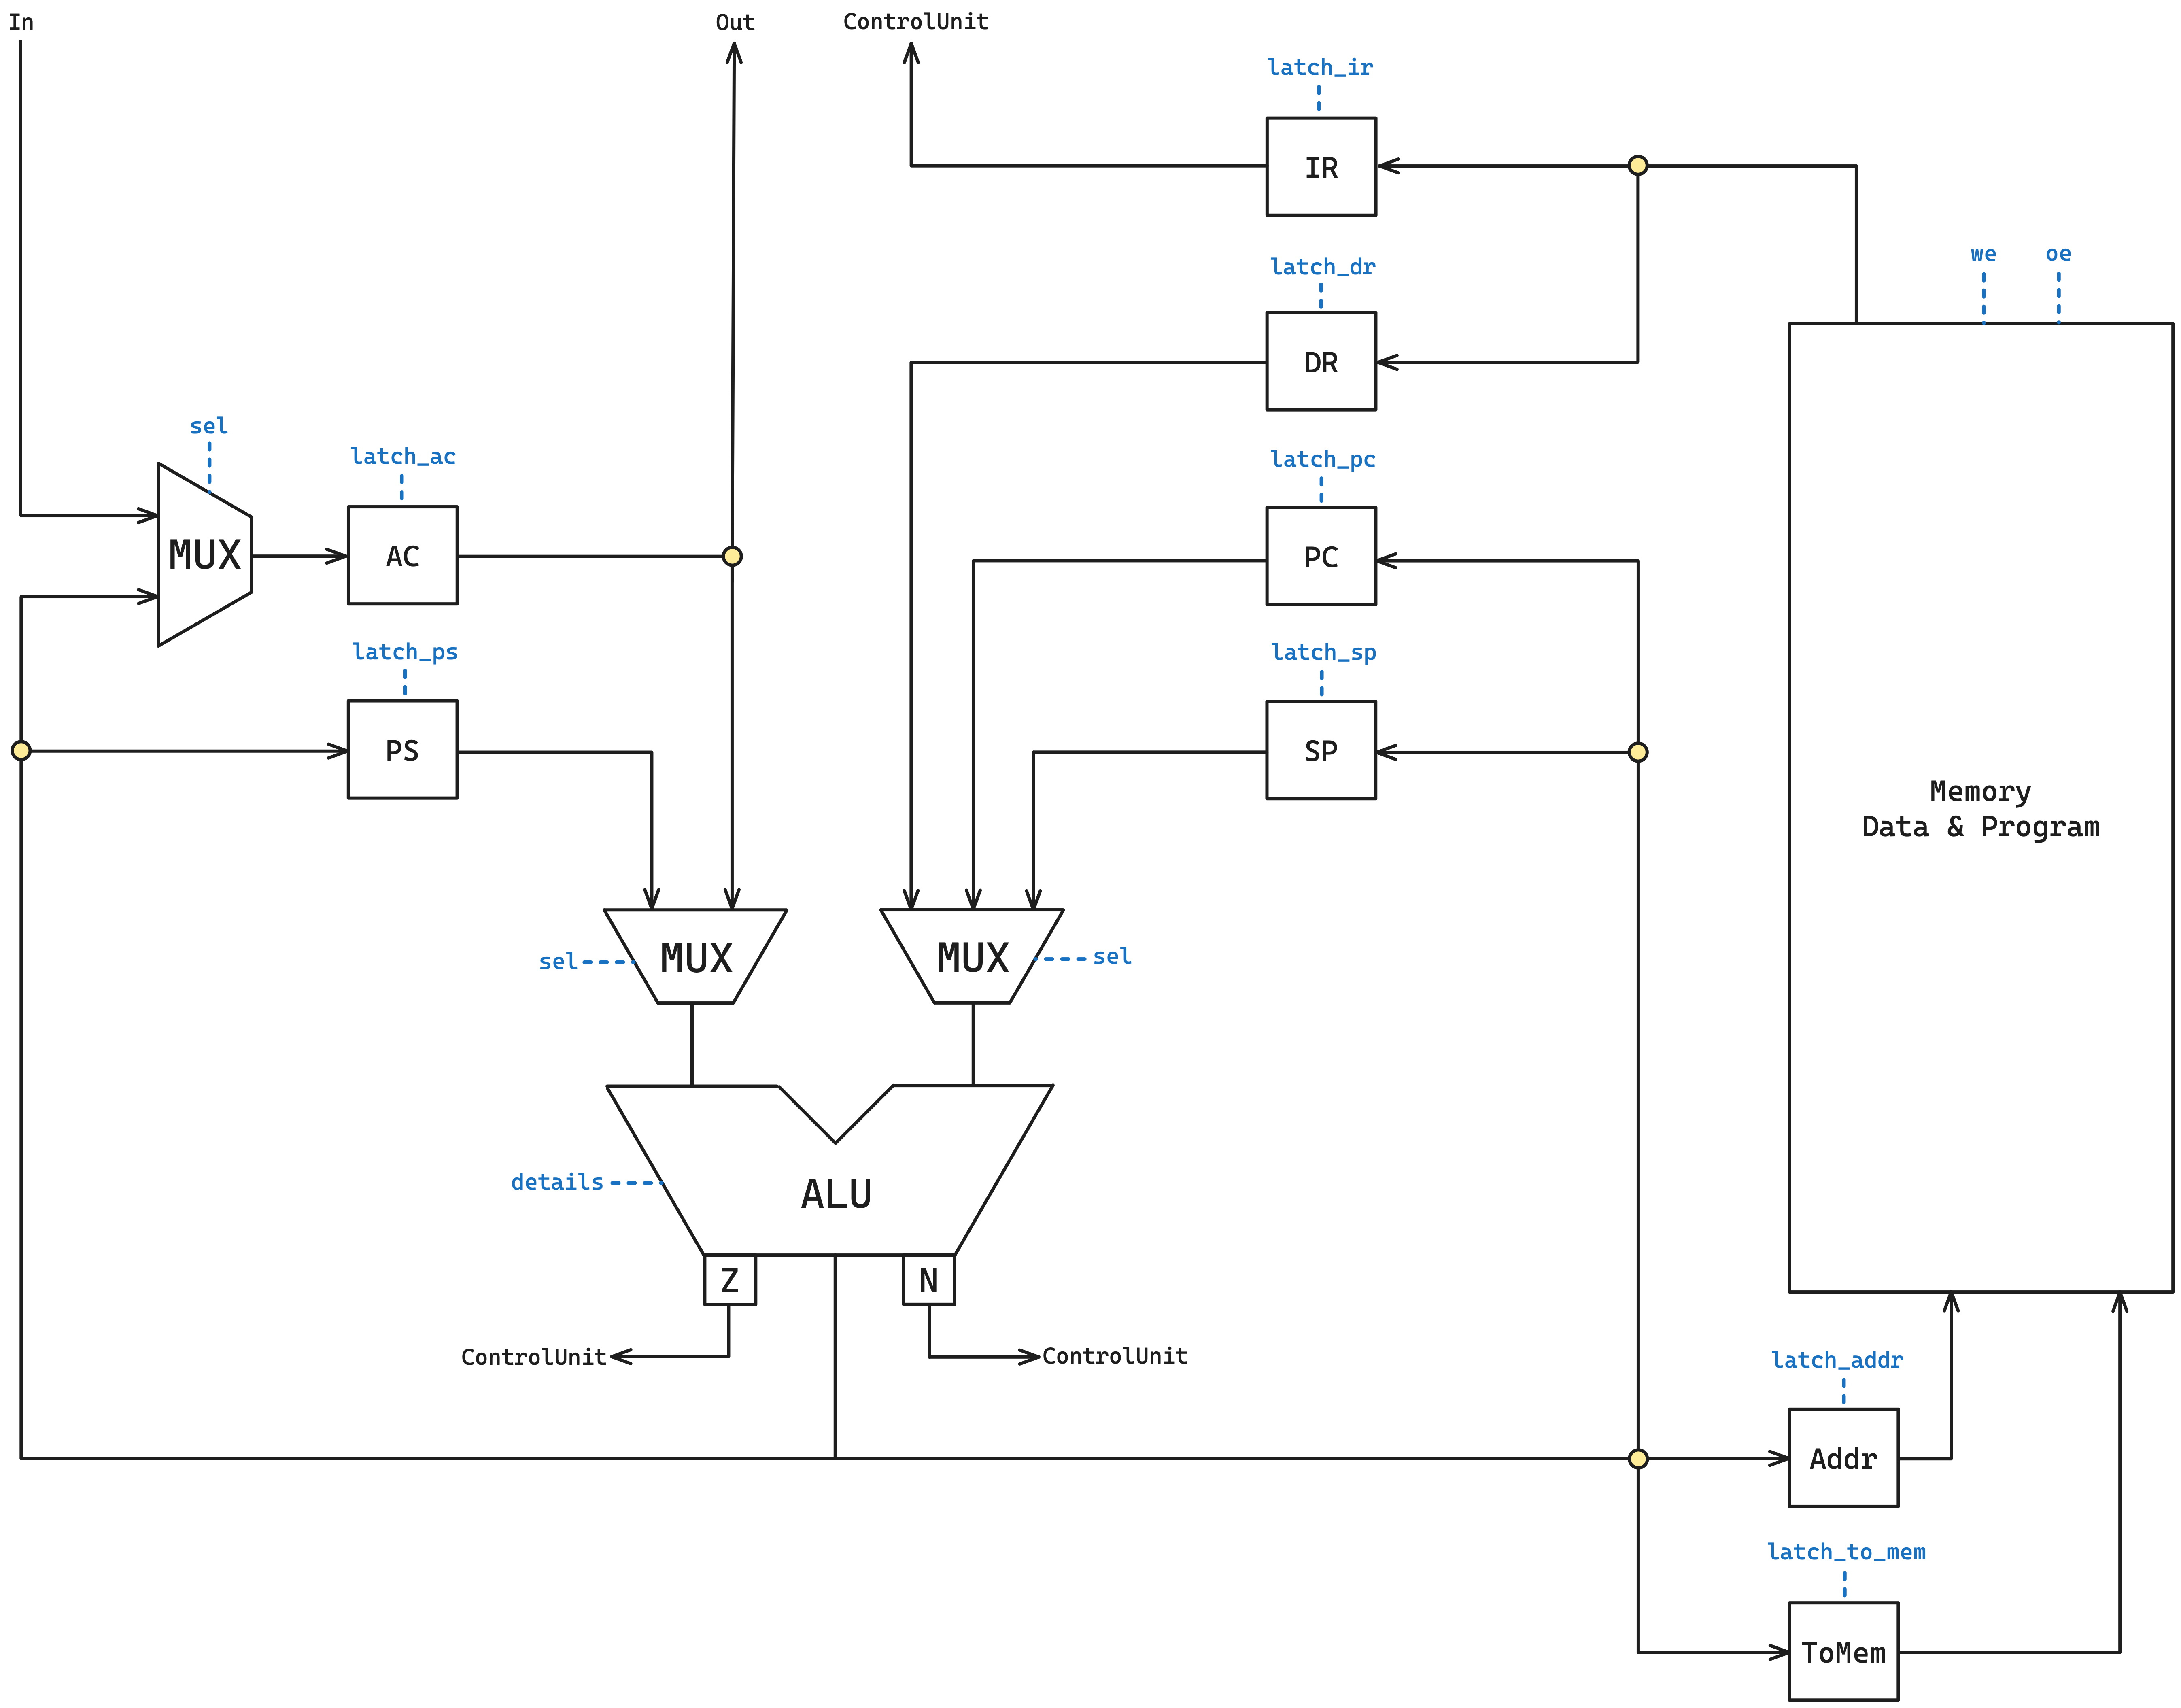 In
Out
ControlUnit
latch_ir
IR
we
oe
latch_dr
DR
sel
latch_ac
latch_pc
MUX
AC
PC
latch_ps
latch_sp
PS
SP
Memory
Data & Program
sel
MUX
MUX
sel
details
ALU
Z
N
ControlUnit
ControlUnit
latch_addr
Addr
latch_to_mem
ToMem